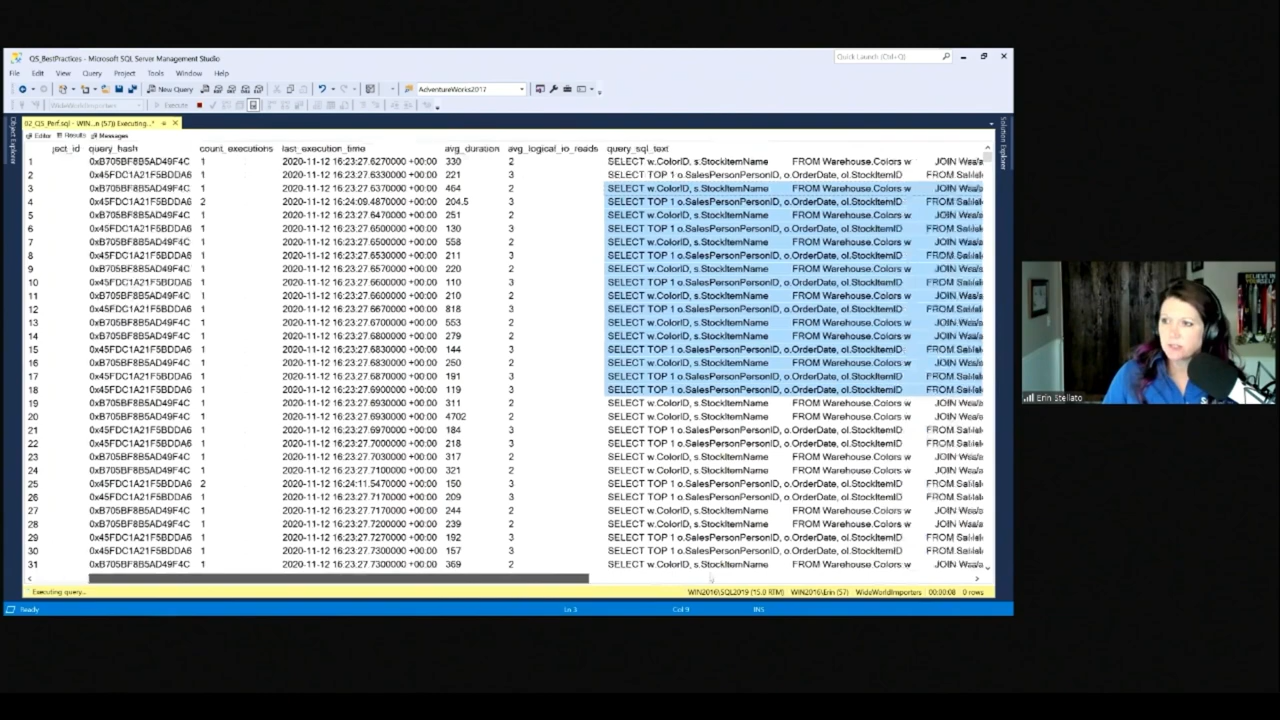 QS_BestPractices - Microsoft SQL Server Management Studio
Quick Launch (Ctrl+Q)
File Edit View Query Project Tools Window Help
New Query AdventureWorks2017
WideWorldImporters Execute
02_QS_Perf.sql - WIN...n (57)) Executing...*
Object Explorer
Solution Explorer
Editor Results Messages
ject_id query_hash count_executions last_execution_time avg_duration avg_logical_io_reads query_sql_text
1 0xB705BF8B5AD49F4C 1 2020-11-12 16:23:27.6270000 +00:00 330 2 SELECT w.ColorID, s.StockItemName FROM Warehouse.Colors w JOIN
2 0x45FDC1A21F5BDDA6 1 2020-11-12 16:23:27.6330000 +00:00 221 3 SELECT TOP 1 o.SalesPersonPersonID, o.OrderDate, ol.StockItemID FROM
3 0xB705BF8B5AD49F4C 1 2020-11-12 16:23:27.6370000 +00:00 464 2 SELECT w.ColorID, s.StockItemName FROM Warehouse.Colors w JOIN
4 0x45FDC1A21F5BDDA6 2 2020-11-12 16:24:09.4870000 +00:00 204.5 3 SELECT TOP 1 o.SalesPersonPersonID, o.OrderDate, ol.StockItemID FROM
5 0xB705BF8B5AD49F4C 1 2020-11-12 16:23:27.6470000 +00:00 251 2 SELECT w.ColorID, s.StockItemName FROM Warehouse.Colors w JOIN
6 0x45FDC1A21F5BDDA6 1 2020-11-12 16:23:27.6500000 +00:00 130 3 SELECT TOP 1 o.SalesPersonPersonID, o.OrderDate, ol.StockItemID FROM
7 0xB705BF8B5AD49F4C 1 2020-11-12 16:23:27.6500000 +00:00 558 2 SELECT w.ColorID, s.StockItemName FROM Warehouse.Colors w JOIN
8 0x45FDC1A21F5BDDA6 1 2020-11-12 16:23:27.6530000 +00:00 211 3 SELECT TOP 1 o.SalesPersonPersonID, o.OrderDate, ol.StockItemID FROM
9 0xB705BF8B5AD49F4C 1 2020-11-12 16:23:27.6570000 +00:00 220 2 SELECT w.ColorID, s.StockItemName FROM Warehouse.Colors w JOIN
10 0x45FDC1A21F5BDDA6 1 2020-11-12 16:23:27.6600000 +00:00 110 3 SELECT TOP 1 o.SalesPersonPersonID, o.OrderDate, ol.StockItemID FROM
11 0xB705BF8B5AD49F4C 1 2020-11-12 16:23:27.6600000 +00:00 210 2 SELECT w.ColorID, s.StockItemName FROM Warehouse.Colors w JOIN
12 0x45FDC1A21F5BDDA6 1 2020-11-12 16:23:27.6670000 +00:00 818 3 SELECT TOP 1 o.SalesPersonPersonID, o.OrderDate, ol.StockItemID FROM
13 0xB705BF8B5AD49F4C 1 2020-11-12 16:23:27.6700000 +00:00 553 2 SELECT w.ColorID, s.StockItemName FROM Warehouse.Colors w JOIN
14 0xB705BF8B5AD49F4C 1 2020-11-12 16:23:27.6800000 +00:00 279 2 SELECT w.ColorID, s.StockItemName FROM Warehouse.Colors w JOIN
15 0x45FDC1A21F5BDDA6 1 2020-11-12 16:23:27.6830000 +00:00 144 3 SELECT TOP 1 o.SalesPersonPersonID, o.OrderDate, ol.StockItemID FROM
16 0xB705BF8B5AD49F4C 1 2020-11-12 16:23:27.6830000 +00:00 250 2 SELECT w.ColorID, s.StockItemName FROM Warehouse.Colors w JOIN
17 0x45FDC1A21F5BDDA6 1 2020-11-12 16:23:27.6870000 +00:00 191 3 SELECT TOP 1 o.SalesPersonPersonID, o.OrderDate, ol.StockItemID FROM
18 0x45FDC1A21F5BDDA6 1 2020-11-12 16:23:27.6900000 +00:00 119 3 SELECT TOP 1 o.SalesPersonPersonID, o.OrderDate, ol.StockItemID FROM
19 0xB705BF8B5AD49F4C 1 2020-11-12 16:23:27.6930000 +00:00 311 2 SELECT w.ColorID, s.StockItemName FROM Warehouse.Colors w JOIN
20 0xB705BF8B5AD49F4C 1 2020-11-12 16:23:27.6930000 +00:00 4702 2 SELECT w.ColorID, s.StockItemName FROM Warehouse.Colors w JOIN
21 0x45FDC1A21F5BDDA6 1 2020-11-12 16:23:27.6970000 +00:00 184 3 SELECT TOP 1 o.SalesPersonPersonID, o.OrderDate, ol.StockItemID FROM
22 0x45FDC1A21F5BDDA6 1 2020-11-12 16:23:27.7000000 +00:00 218 3 SELECT TOP 1 o.SalesPersonPersonID, o.OrderDate, ol.StockItemID FROM
23 0xB705BF8B5AD49F4C 1 2020-11-12 16:23:27.7030000 +00:00 317 2 SELECT w.ColorID, s.StockItemName FROM Warehouse.Colors w JOIN
24 0xB705BF8B5AD49F4C 1 2020-11-12 16:23:27.7100000 +00:00 321 2 SELECT w.ColorID, s.StockItemName FROM Warehouse.Colors w JOIN
25 0x45FDC1A21F5BDDA6 2 2020-11-12 16:24:11.5470000 +00:00 150 3 SELECT TOP 1 o.SalesPersonPersonID, o.OrderDate, ol.StockItemID FROM
26 0x45FDC1A21F5BDDA6 1 2020-11-12 16:23:27.7170000 +00:00 209 3 SELECT TOP 1 o.SalesPersonPersonID, o.OrderDate, ol.StockItemID FROM
27 0xB705BF8B5AD49F4C 1 2020-11-12 16:23:27.7170000 +00:00 244 2 SELECT w.ColorID, s.StockItemName FROM Warehouse.Colors w JOIN
28 0xB705BF8B5AD49F4C 1 2020-11-12 16:23:27.7200000 +00:00 239 2 SELECT w.ColorID, s.StockItemName FROM Warehouse.Colors w JOIN
29 0x45FDC1A21F5BDDA6 1 2020-11-12 16:23:27.7270000 +00:00 192 3 SELECT TOP 1 o.SalesPersonPersonID, o.OrderDate, ol.StockItemID FROM
30 0x45FDC1A21F5BDDA6 1 2020-11-12 16:23:27.7300000 +00:00 157 3 SELECT TOP 1 o.SalesPersonPersonID, o.OrderDate, ol.StockItemID FROM
31 0xB705BF8B5AD49F4C 1 2020-11-12 16:23:27.7300000 +00:00 369 2 SELECT w.ColorID, s.StockItemName FROM Warehouse.Colors w JOIN
Executing query... WIN2016\SQL2019 (15.0 RTM) WIN2016\Erin (57) WideWorldImporters 00:00:08 0 rows
Ready Ln 3 Col 9 INS
BELIEVE IN
YOURSELF
Erin Stellato